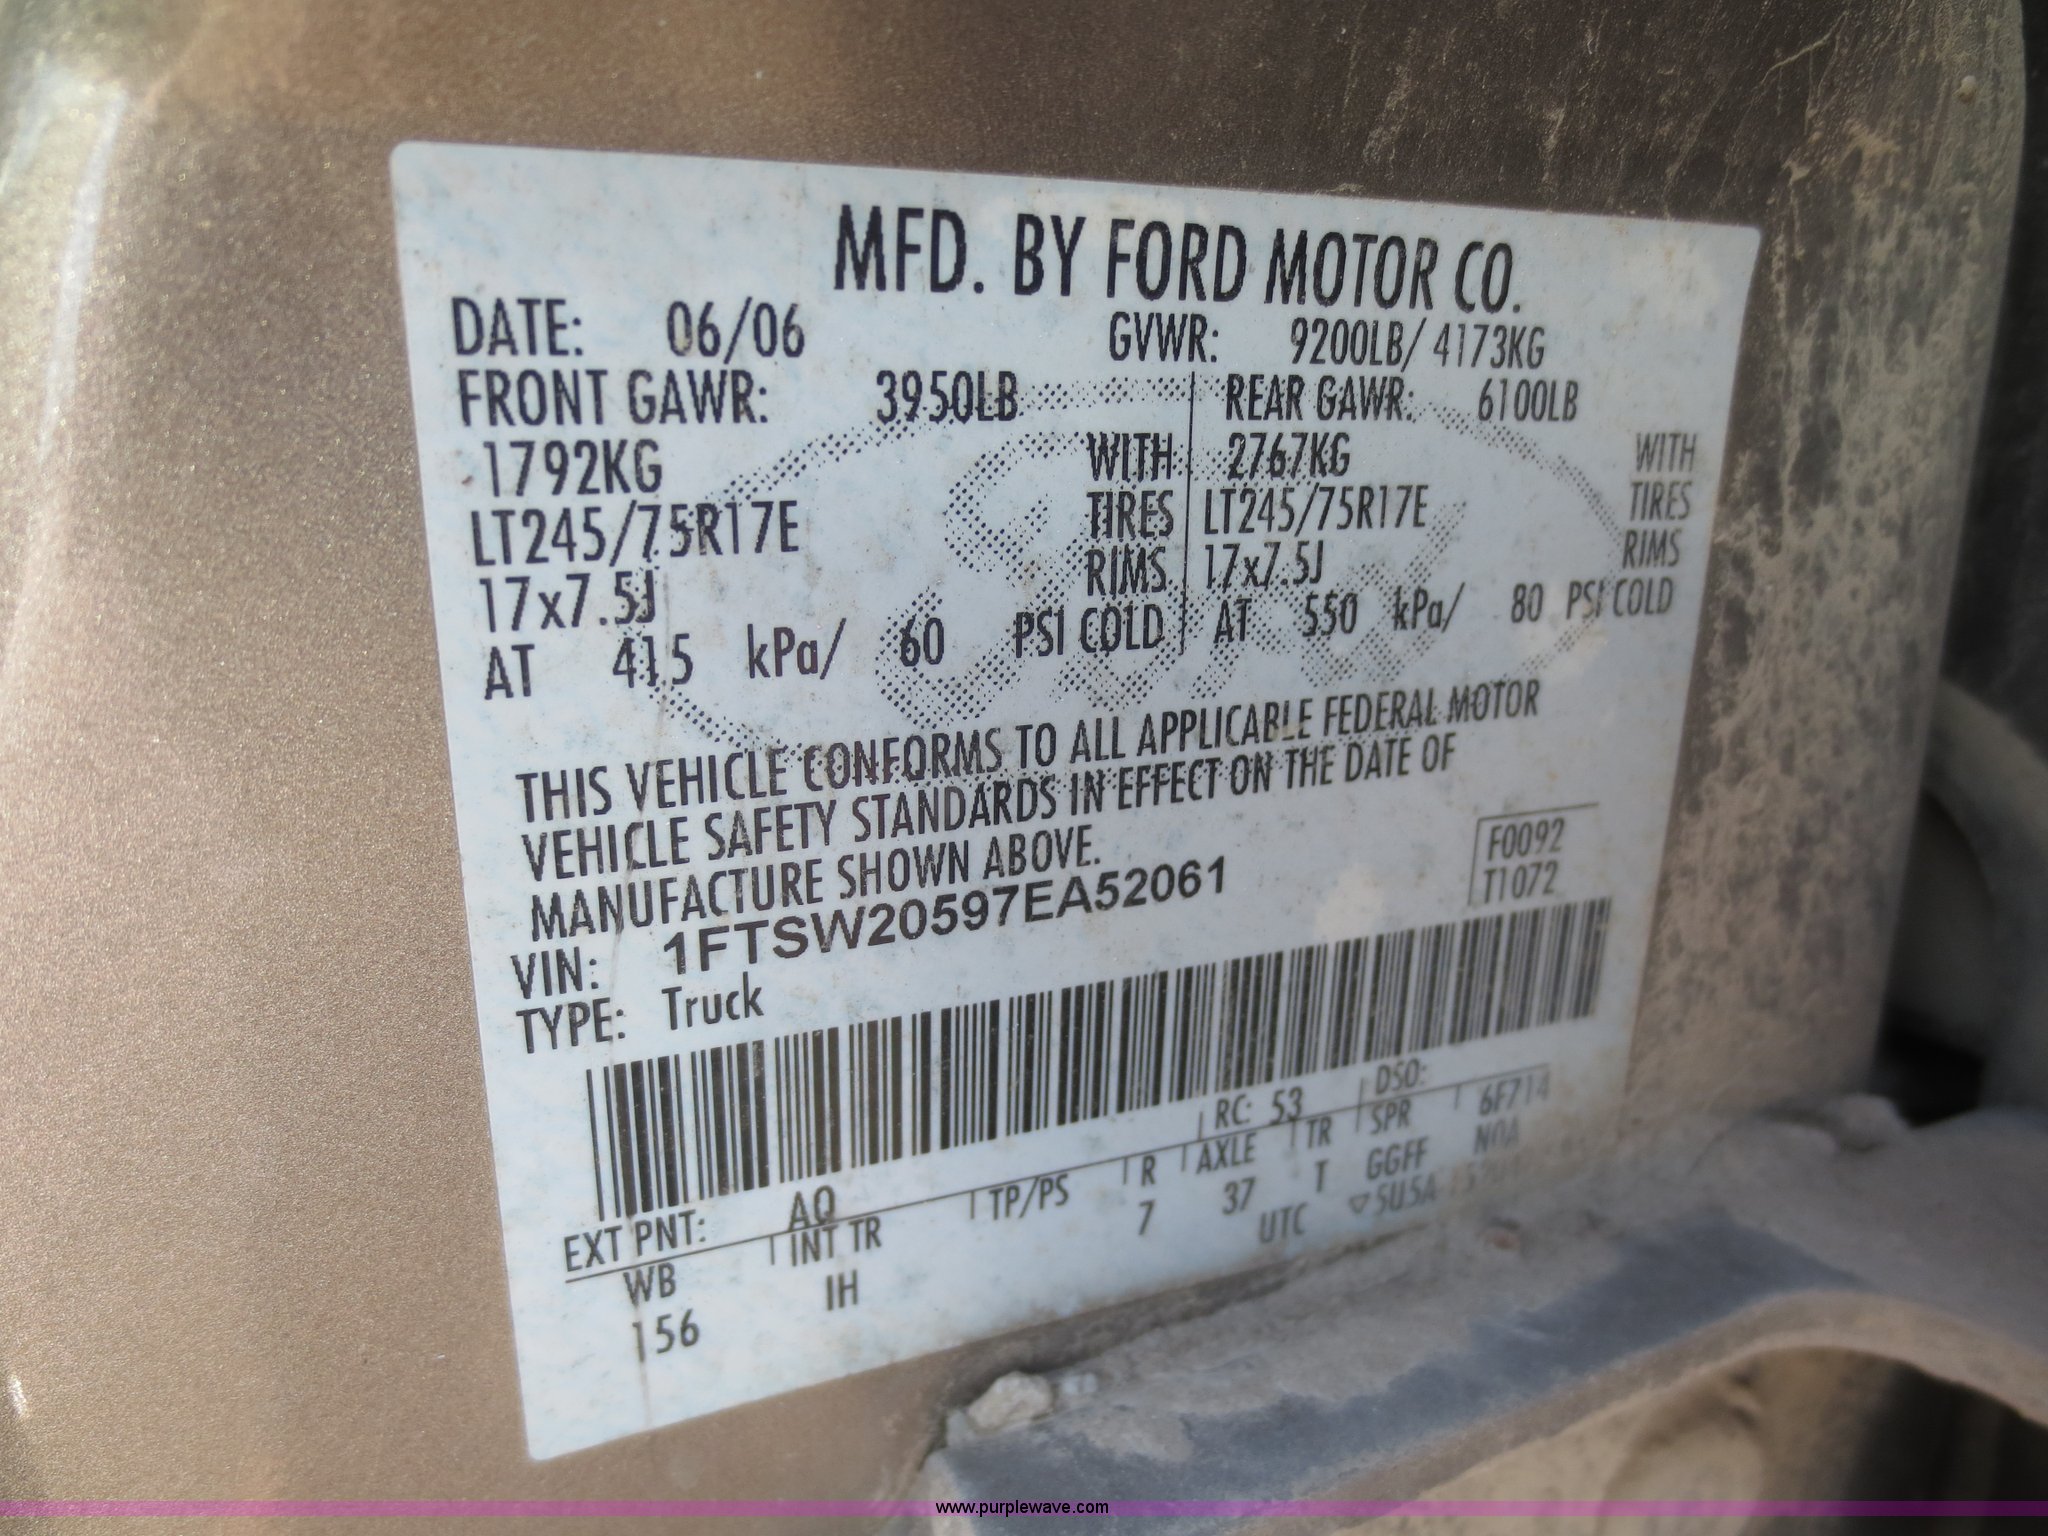 MFD. BY FORD MOTOR CO.
DATE: 06/06 GVWR: 9200LB/ 4173KG
FRONT GAWR: 3950LB REAR GAWR: 6100LB
1792KG WITH 2767KG WITH
LT245/75R17E TIRES LT245/75R17E TIRES
17x7.5J RIMS 17x7.5J RIMS
AT 415 kPa/ 60 PSI COLD AT 550 kPa/ 80 PSI COLD
THIS VEHICLE CONFORMS TO ALL APPLICABLE FEDERAL MOTOR
VEHICLE SAFETY STANDARDS IN EFFECT ON THE DATE OF
MANUFACTURE SHOWN ABOVE.
F0092
T1072
VIN: 1FTSW20597EA52061
TYPE: Truck
EXT PNT: AQ RC: 53 DSO:
WB INT TR TP/PS R AXLE TR SPR 6F714
156 IH 7 37 T GGFF NOA
UTC ▽5U5A
www.purplewave.com